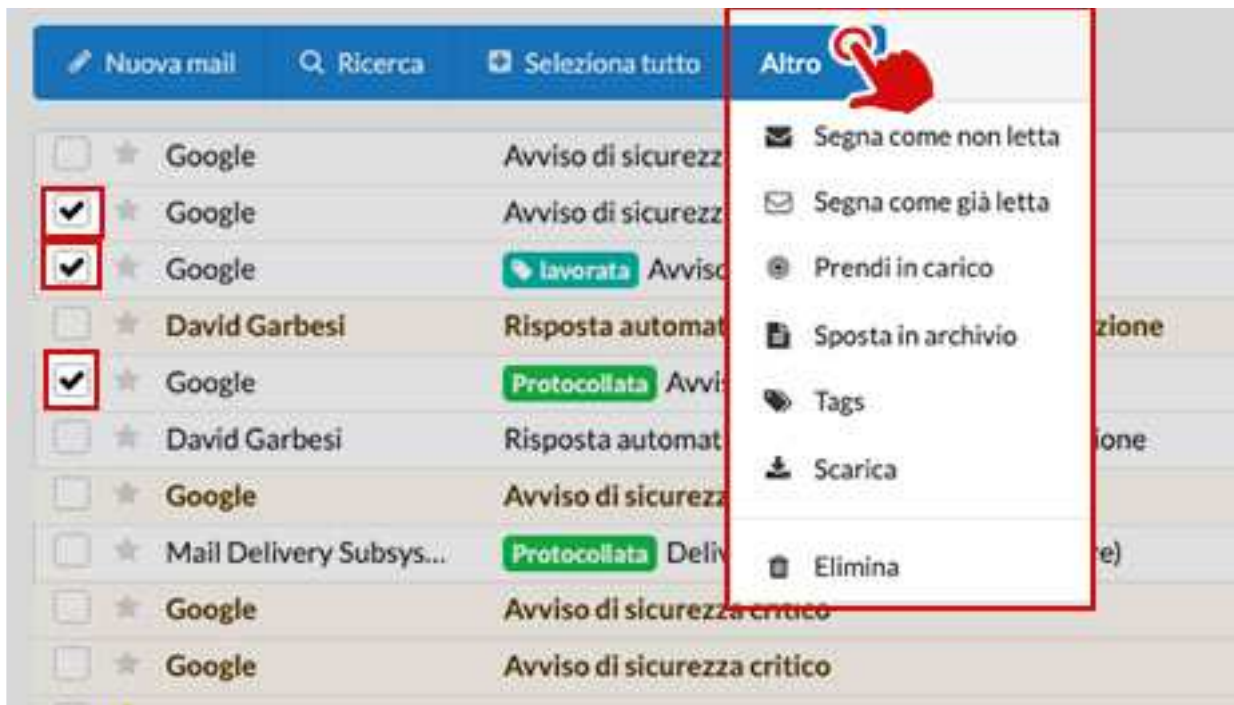 Nuova mail Ricerca Seleziona tutto Altro
Google Avviso di sicurezz
Segna come non letta
Google Avviso di sicurezz
Segna come già letta
Google lavorata Avviso
Prendi in carico
David Garbesi Risposta automat zione
Sposta in archivio
Google Protocollata Avvi
Tags
David Garbesi Risposta automat ione
Scarica
Google Avviso di sicurezza
Mail Delivery Subsys... Protocollata Deliv e)
Elimina
Google Avviso di sicurezza critico
Google Avviso di sicurezza critico